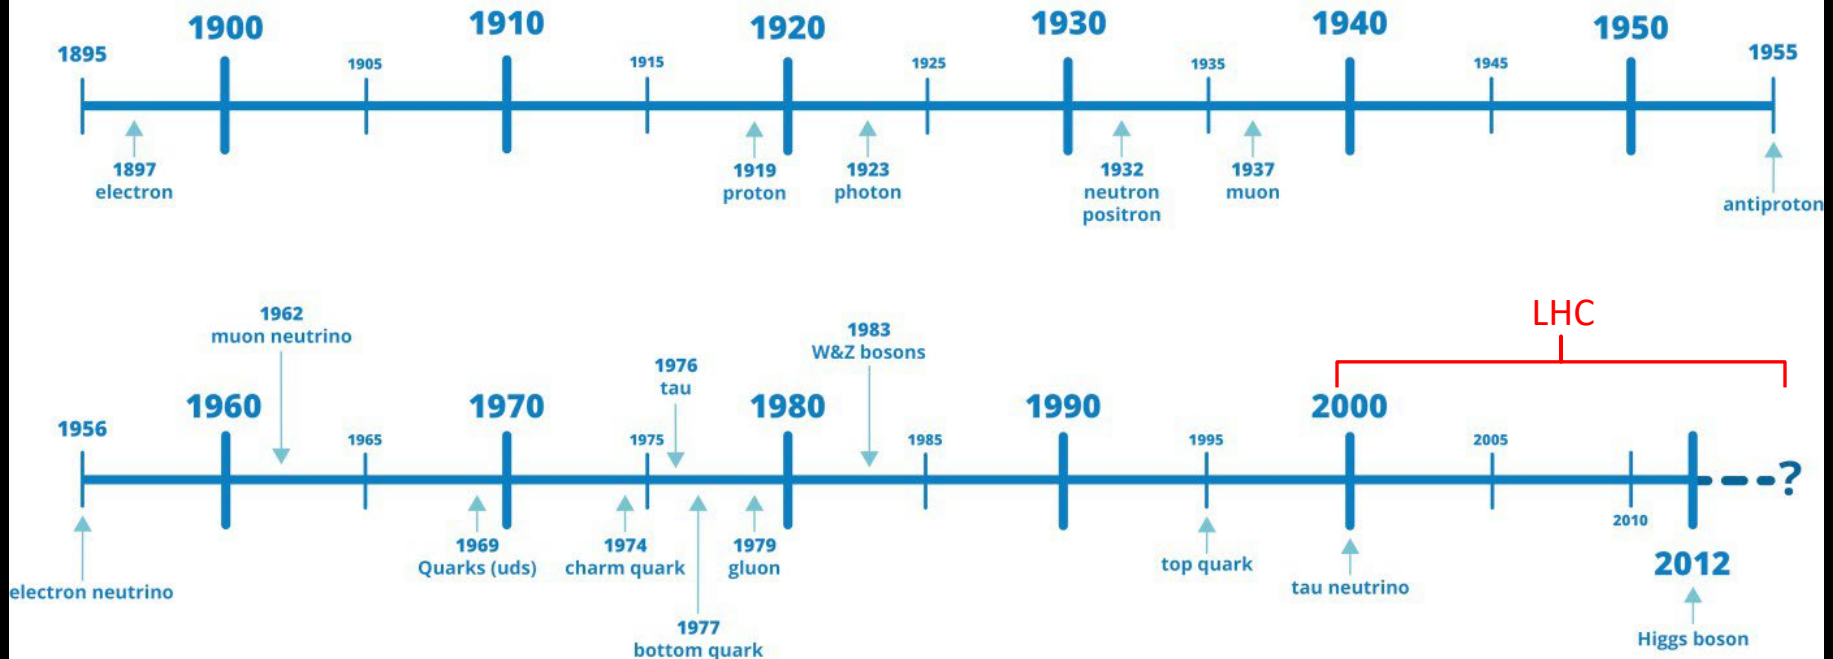 1895
1900
1905
1910
1915
1920
1925
1930
1935
1940
1945
1950
1955
1897
electron
1919
proton
1923
photon
1932
neutron
positron
1937
muon
antiproton
LHC
1962
muon neutrino
1976
tau
1983
W&Z bosons
1956
1960
1965
1970
1975
1980
1985
1990
1995
2000
2005
2010
2012
?
electron neutrino
1969
Quarks (uds)
1974
charm quark
1977
bottom quark
1979
gluon
top quark
tau neutrino
Higgs boson